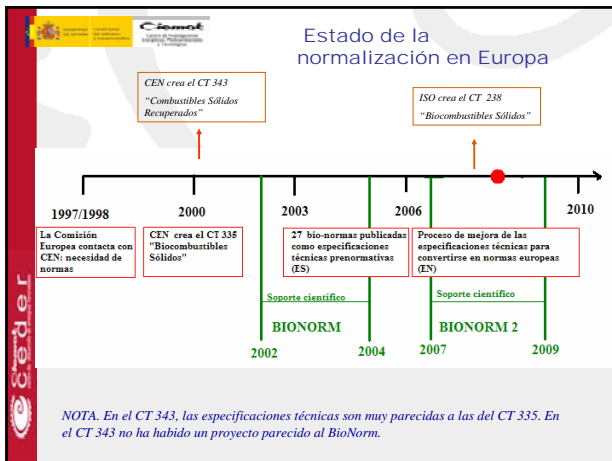 Ciemat
Estado de la
normalización en Europa
CEN crea el CT 343
“Combustibles Sólidos
Recuperados”
ISO crea el CT 238
“Biocombustibles Sólidos”
1997/1998
2000
2003
2006
2010
La Comisión
Europea contacta con
CEN: necesidad de
normas
CEN crea el CT 335
"Biocombustibles
Sólidos"
27 bio-normas publicadas
como especificaciones
técnicas prenormativas
(ES)
Proceso de mejora de las
especificaciones técnicas para
convertirse en normas europeas
(EN)
Soporte científico
BIONORM
2002
2004
Soporte científico
BIONORM 2
2007
2009
ceder
NOTA. En el CT 343, las especificaciones técnicas son muy parecidas a las del CT 335. En
el CT 343 no ha habido un proyecto parecido al BioNorm.